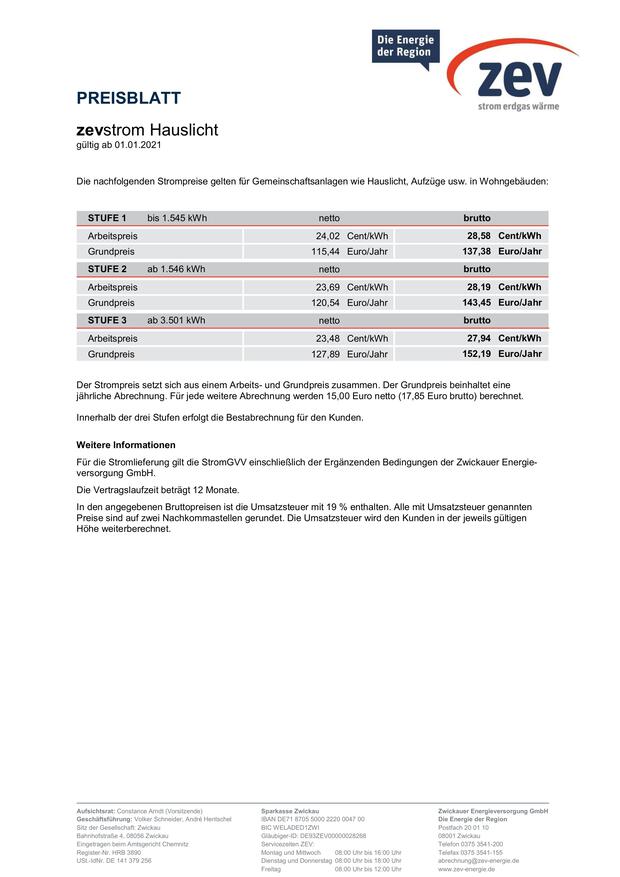 Die Energie
der Region
zev
strom erdgas wärme
PREISBLATT
zevstrom Hauslicht
gültig ab 01.01.2021
Die nachfolgenden Strompreise gelten für Gemeinschaftsanlagen wie Hauslicht, Aufzüge usw. in Wohngebäuden:
STUFE 1 bis 1.545 kWh netto brutto
Arbeitspreis 24,02 Cent/kWh 28,58 Cent/kWh
Grundpreis 115,44 Euro/Jahr 137,38 Euro/Jahr
STUFE 2 ab 1.546 kWh netto brutto
Arbeitspreis 23,69 Cent/kWh 28,19 Cent/kWh
Grundpreis 120,54 Euro/Jahr 143,45 Euro/Jahr
STUFE 3 ab 3.501 kWh netto brutto
Arbeitspreis 23,48 Cent/kWh 27,94 Cent/kWh
Grundpreis 127,89 Euro/Jahr 152,19 Euro/Jahr
Der Strompreis setzt sich aus einem Arbeits- und Grundpreis zusammen. Der Grundpreis beinhaltet eine
jährliche Abrechnung. Für jede weitere Abrechnung werden 15,00 Euro netto (17,85 Euro brutto) berechnet.
Innerhalb der drei Stufen erfolgt die Bestabrechnung für den Kunden.
Weitere Informationen
Für die Stromlieferung gilt die StromGVV einschließlich der Ergänzenden Bedingungen der Zwickauer Energie-
versorgung GmbH.
Die Vertragslaufzeit beträgt 12 Monate.
In den angegebenen Bruttopreisen ist die Umsatzsteuer mit 19 % enthalten. Alle mit Umsatzsteuer genannten
Preise sind auf zwei Nachkommastellen gerundet. Die Umsatzsteuer wird den Kunden in der jeweils gültigen
Höhe weiterberechnet.
Aufsichtsrat: Constance Arndt (Vorsitzende)
Geschäftsführung: Volker Schneider, André Hentschel
Sitz der Gesellschaft: Zwickau
Bahnhofstraße 4, 08056 Zwickau
Eingetragen beim Amtsgericht Chemnitz
Register-Nr. HRB 3890
USt.-IdNr. DE 141 379 256
Sparkasse Zwickau
IBAN DE71 8705 5000 2220 0047 00
BIC WELADED1ZWI
Gläubiger-ID: DE93ZEV00000028268
Servicezeiten ZEV:
Montag und Mittwoch 08:00 Uhr bis 16:00 Uhr
Dienstag und Donnerstag 08:00 Uhr bis 18:00 Uhr
Freitag 08:00 Uhr bis 12:00 Uhr
Zwickauer Energieversorgung GmbH
Die Energie der Region
Postfach 20 01 10
08001 Zwickau
Telefon 0375 3541-200
Telefax 0375 3541-155
abrechnung@zev-energie.de
www.zev-energie.de